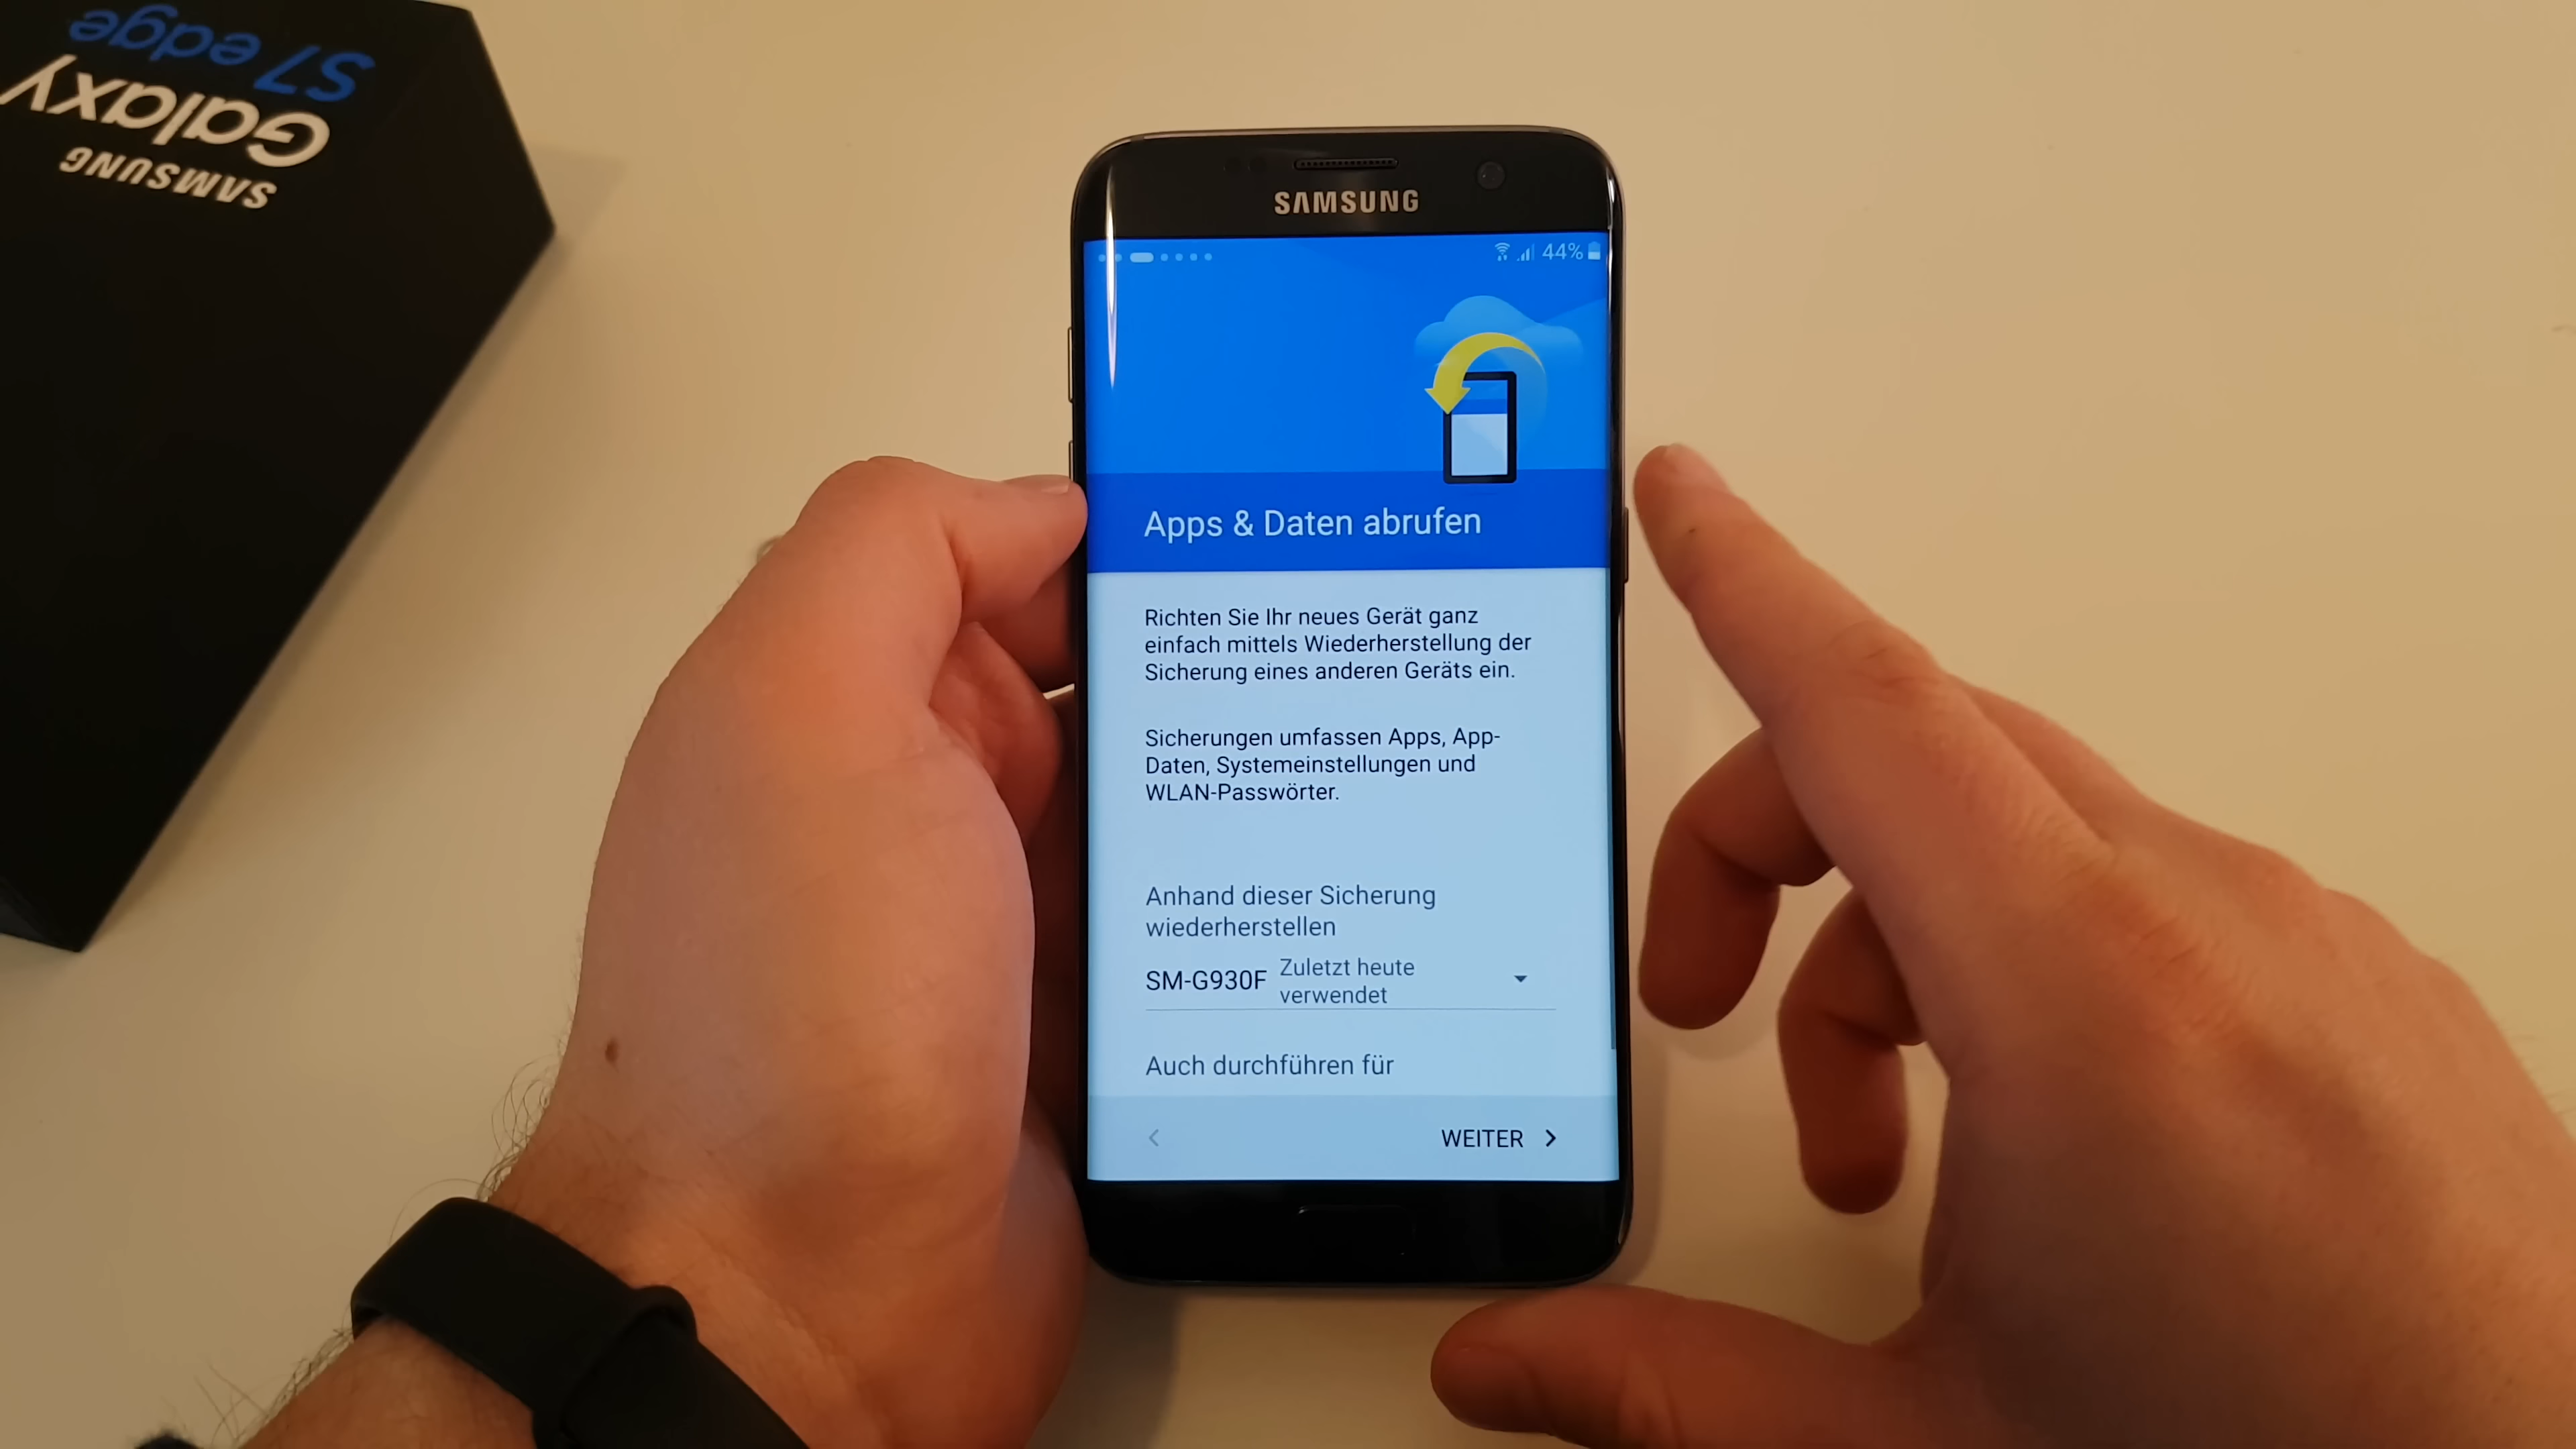 SAMSUNG
Galaxy
S7 edge
SAMSUNG
44%
Apps & Daten abrufen
Richten Sie Ihr neues Gerät ganz
einfach mittels Wiederherstellung der
Sicherung eines anderen Geräts ein.
Sicherungen umfassen Apps, App-
Daten, Systemeinstellungen und
WLAN-Passwörter.
Anhand dieser Sicherung
wiederherstellen
SM-G930F Zuletzt heute
verwendet
Auch durchführen für
WEITER